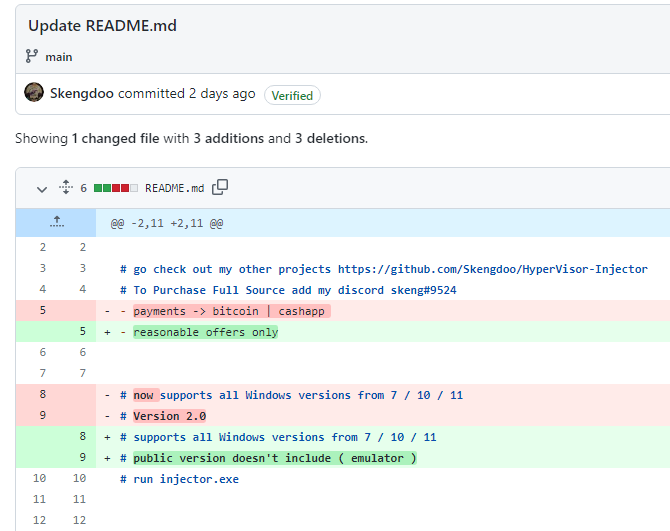 Update README.md
main
Skengdoo committed 2 days ago Verified
Showing 1 changed file with 3 additions and 3 deletions.
6 README.md
@@ -2,11 +2,11 @@
2 2
3 3 # go check out my other projects https://github.com/Skengdoo/HyperVisor-Injector
4 4 # To Purchase Full Source add my discord skeng#9524
5 - - payments -> bitcoin | cashapp
5 + - reasonable offers only
6 6
7 7
8 - # now supports all Windows versions from 7 / 10 / 11
9 - # Version 2.0
8 + # supports all Windows versions from 7 / 10 / 11
9 + # public version doesn't include ( emulator )
10 10 # run injector.exe
11 11
12 12